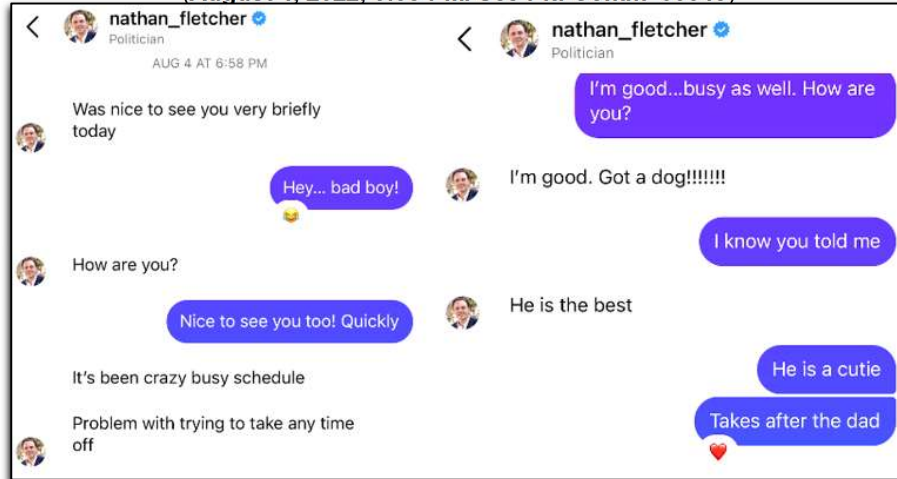 nathan_fletcher
Politician
AUG 4 AT 6:58 PM
Was nice to see you very briefly
today
Hey... bad boy!
How are you?
Nice to see you too! Quickly
It's been crazy busy schedule
Problem with trying to take any time
off
nathan_fletcher
Politician
I'm good...busy as well. How are
you?
I'm good. Got a dog!!!!!!!
I know you told me
He is the best
He is a cutie
Takes after the dad